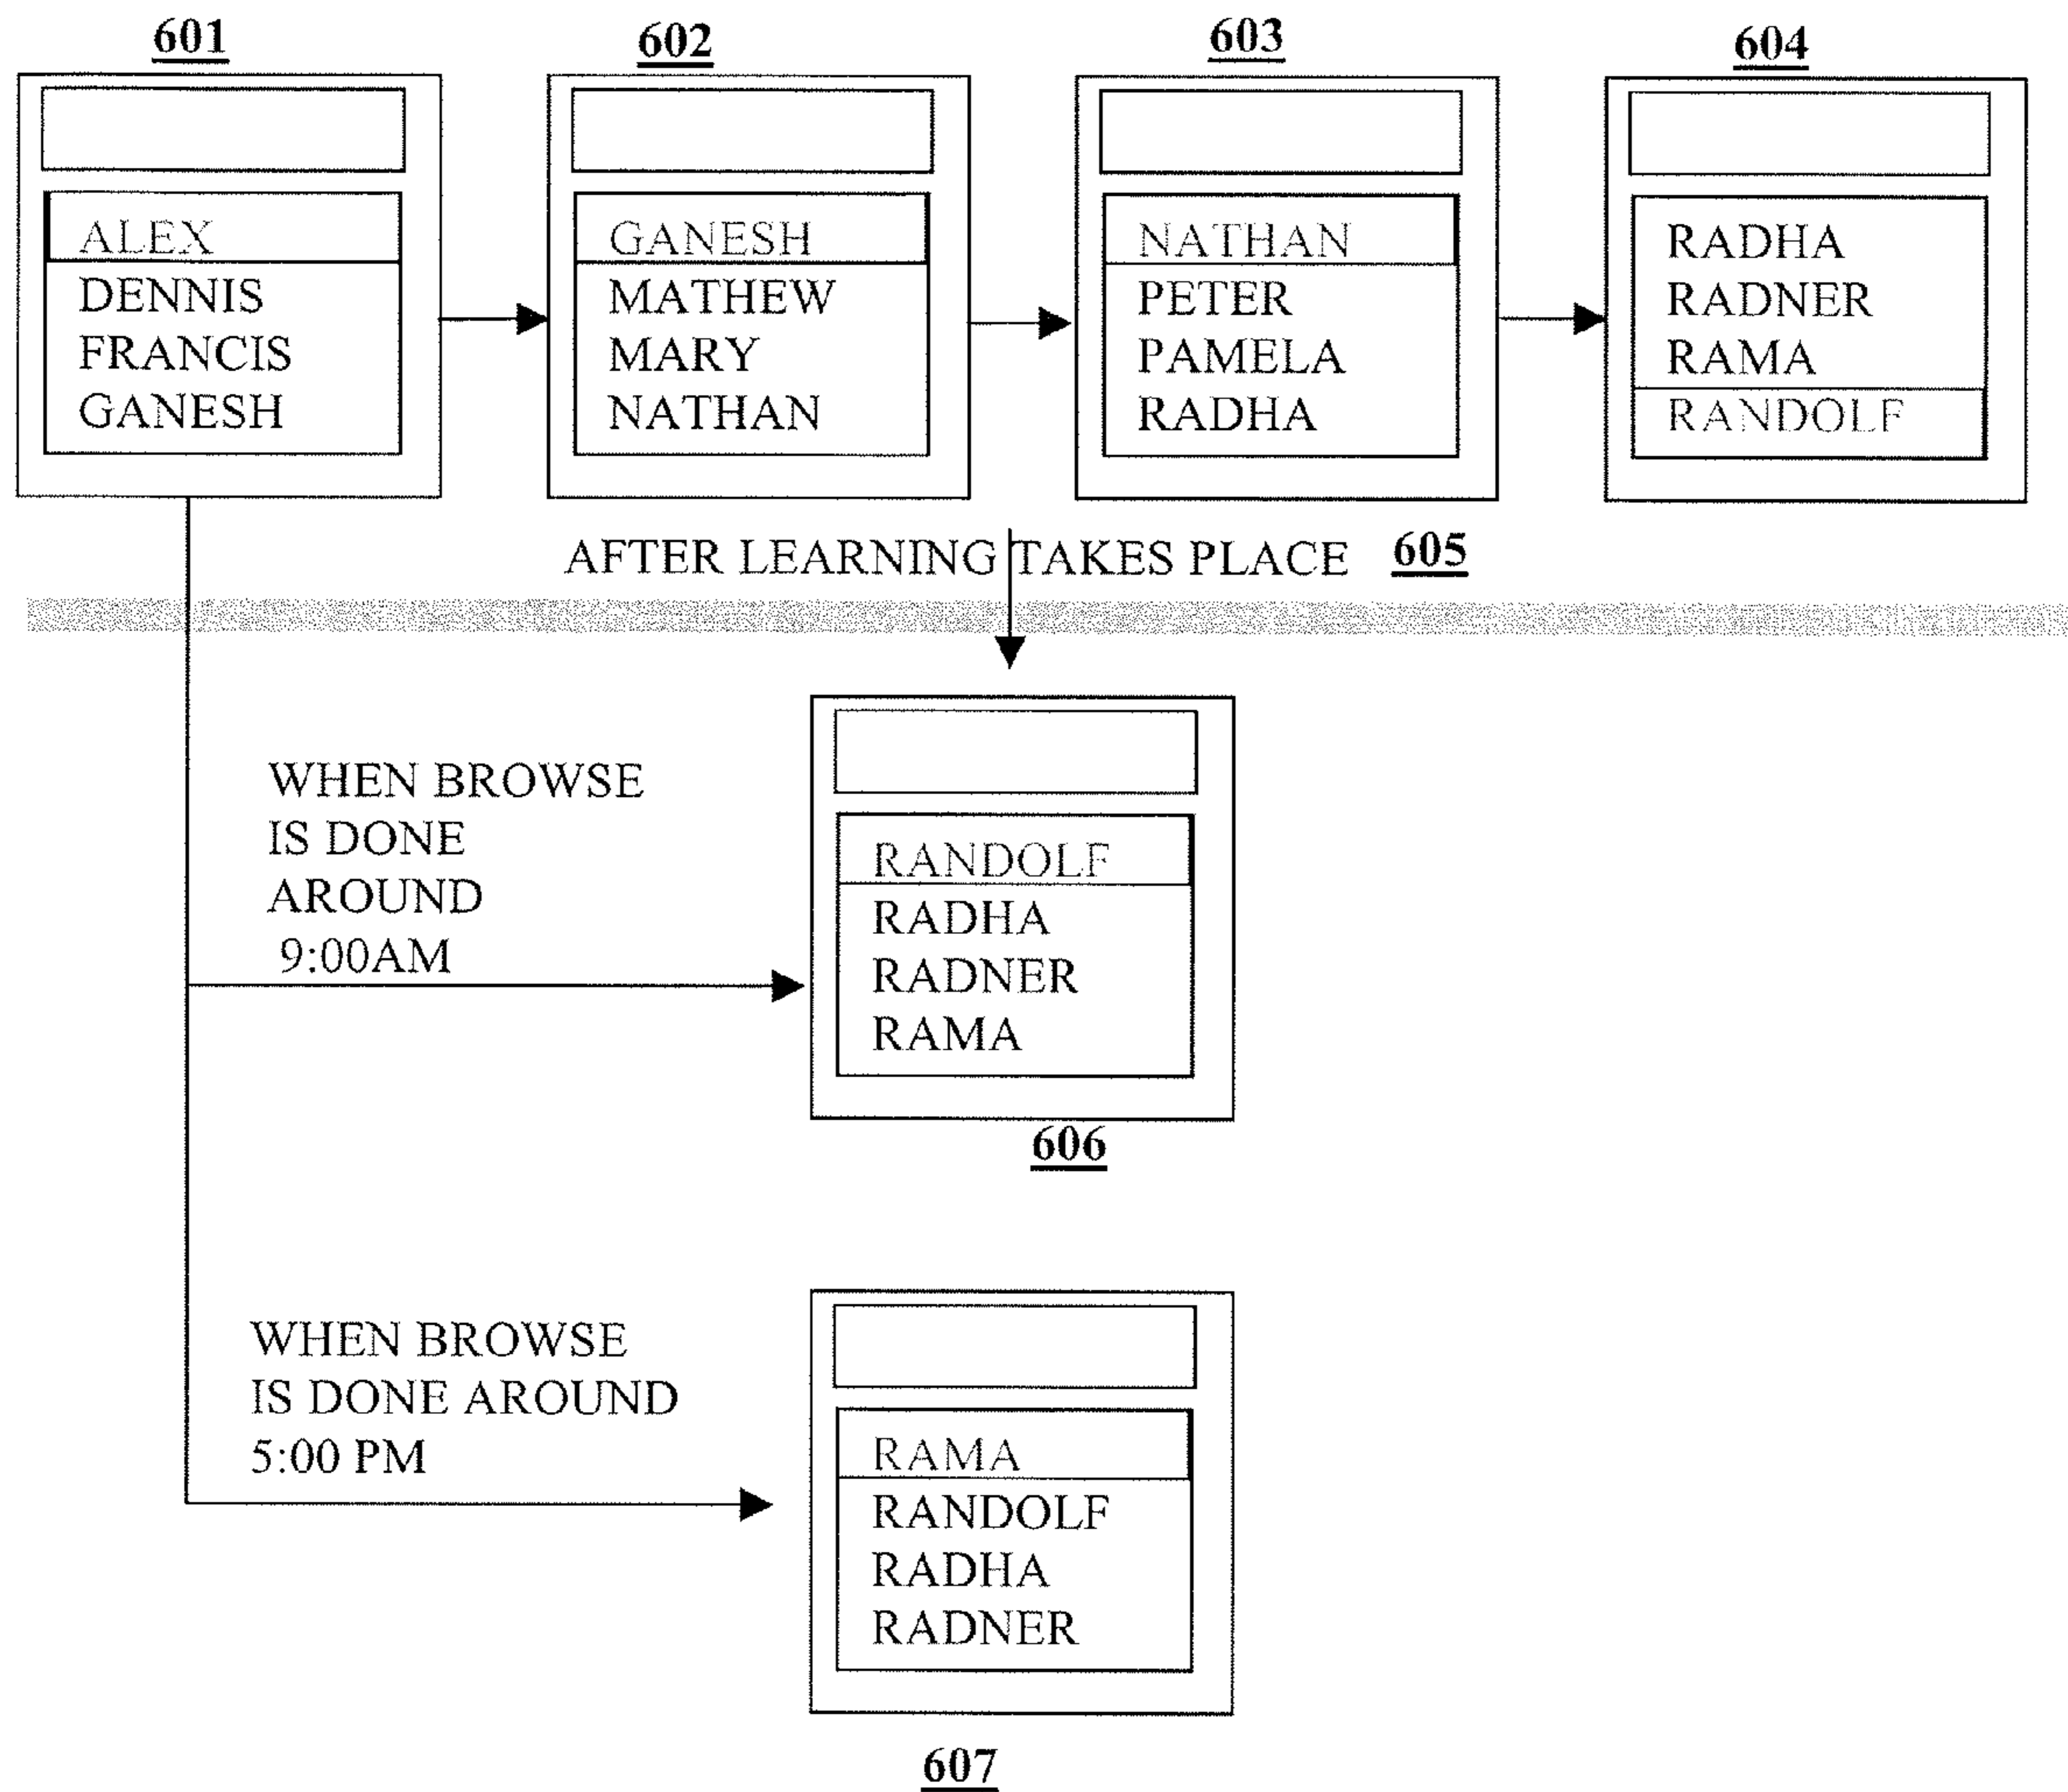 601
602
603
604
ALEX
DENNIS
FRANCIS
GANESH
GANESH
MATHEW
MARY
NATHAN
NATHAN
PETER
PAMELA
RADHA
RADHA
RADNER
RAMA
RANDOLF
AFTER LEARNING TAKES PLACE 605
WHEN BROWSE
IS DONE
AROUND
9:00AM
RANDOLF
RADHA
RADNER
RAMA
606
WHEN BROWSE
IS DONE AROUND
5:00 PM
RAMA
RANDOLF
RADHA
RADNER
607